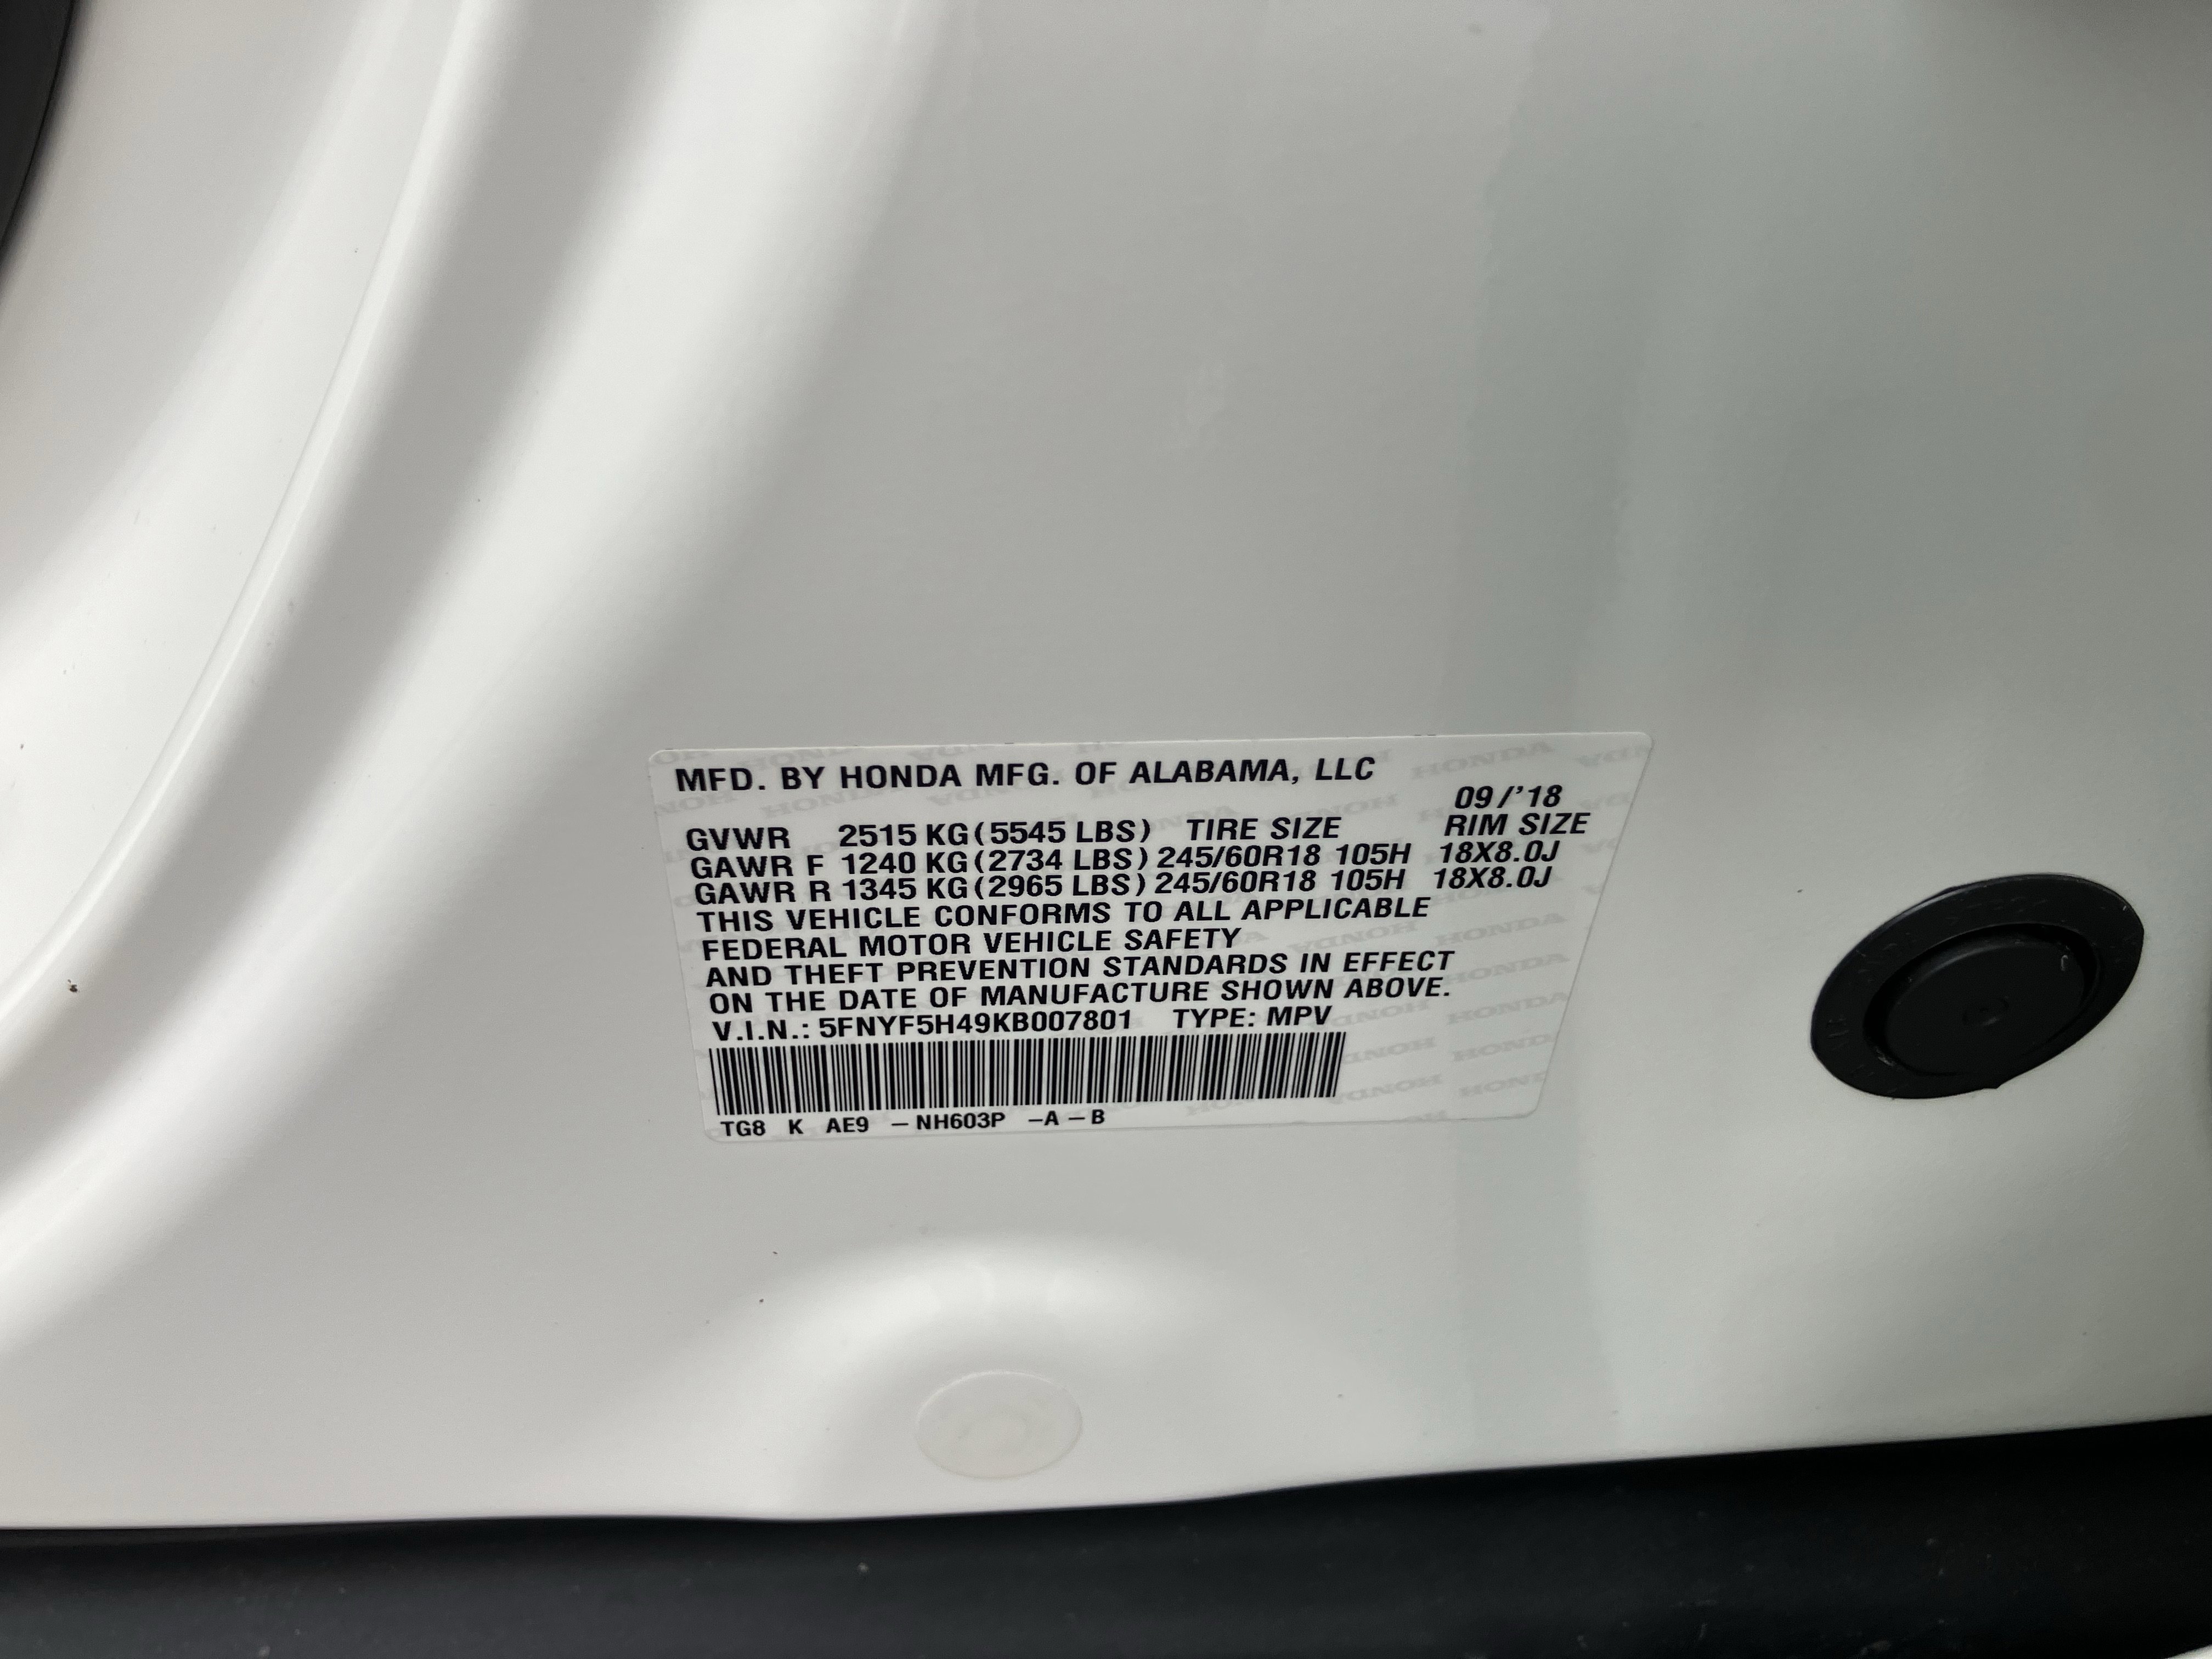 MFD. BY HONDA MFG. OF ALABAMA, LLC
09/'18
GVWR 2515 KG(5545 LBS) TIRE SIZE RIM SIZE
GAWR F 1240 KG(2734 LBS) 245/60R18 105H 18X8.0J
GAWR R 1345 KG(2965 LBS) 245/60R18 105H 18X8.0J
THIS VEHICLE CONFORMS TO ALL APPLICABLE
FEDERAL MOTOR VEHICLE SAFETY
AND THEFT PREVENTION STANDARDS IN EFFECT
ON THE DATE OF MANUFACTURE SHOWN ABOVE.
V.I.N.: 5FNYF5H49KB007801 TYPE: MPV
TG8 K AE9 –NH603P –A –B